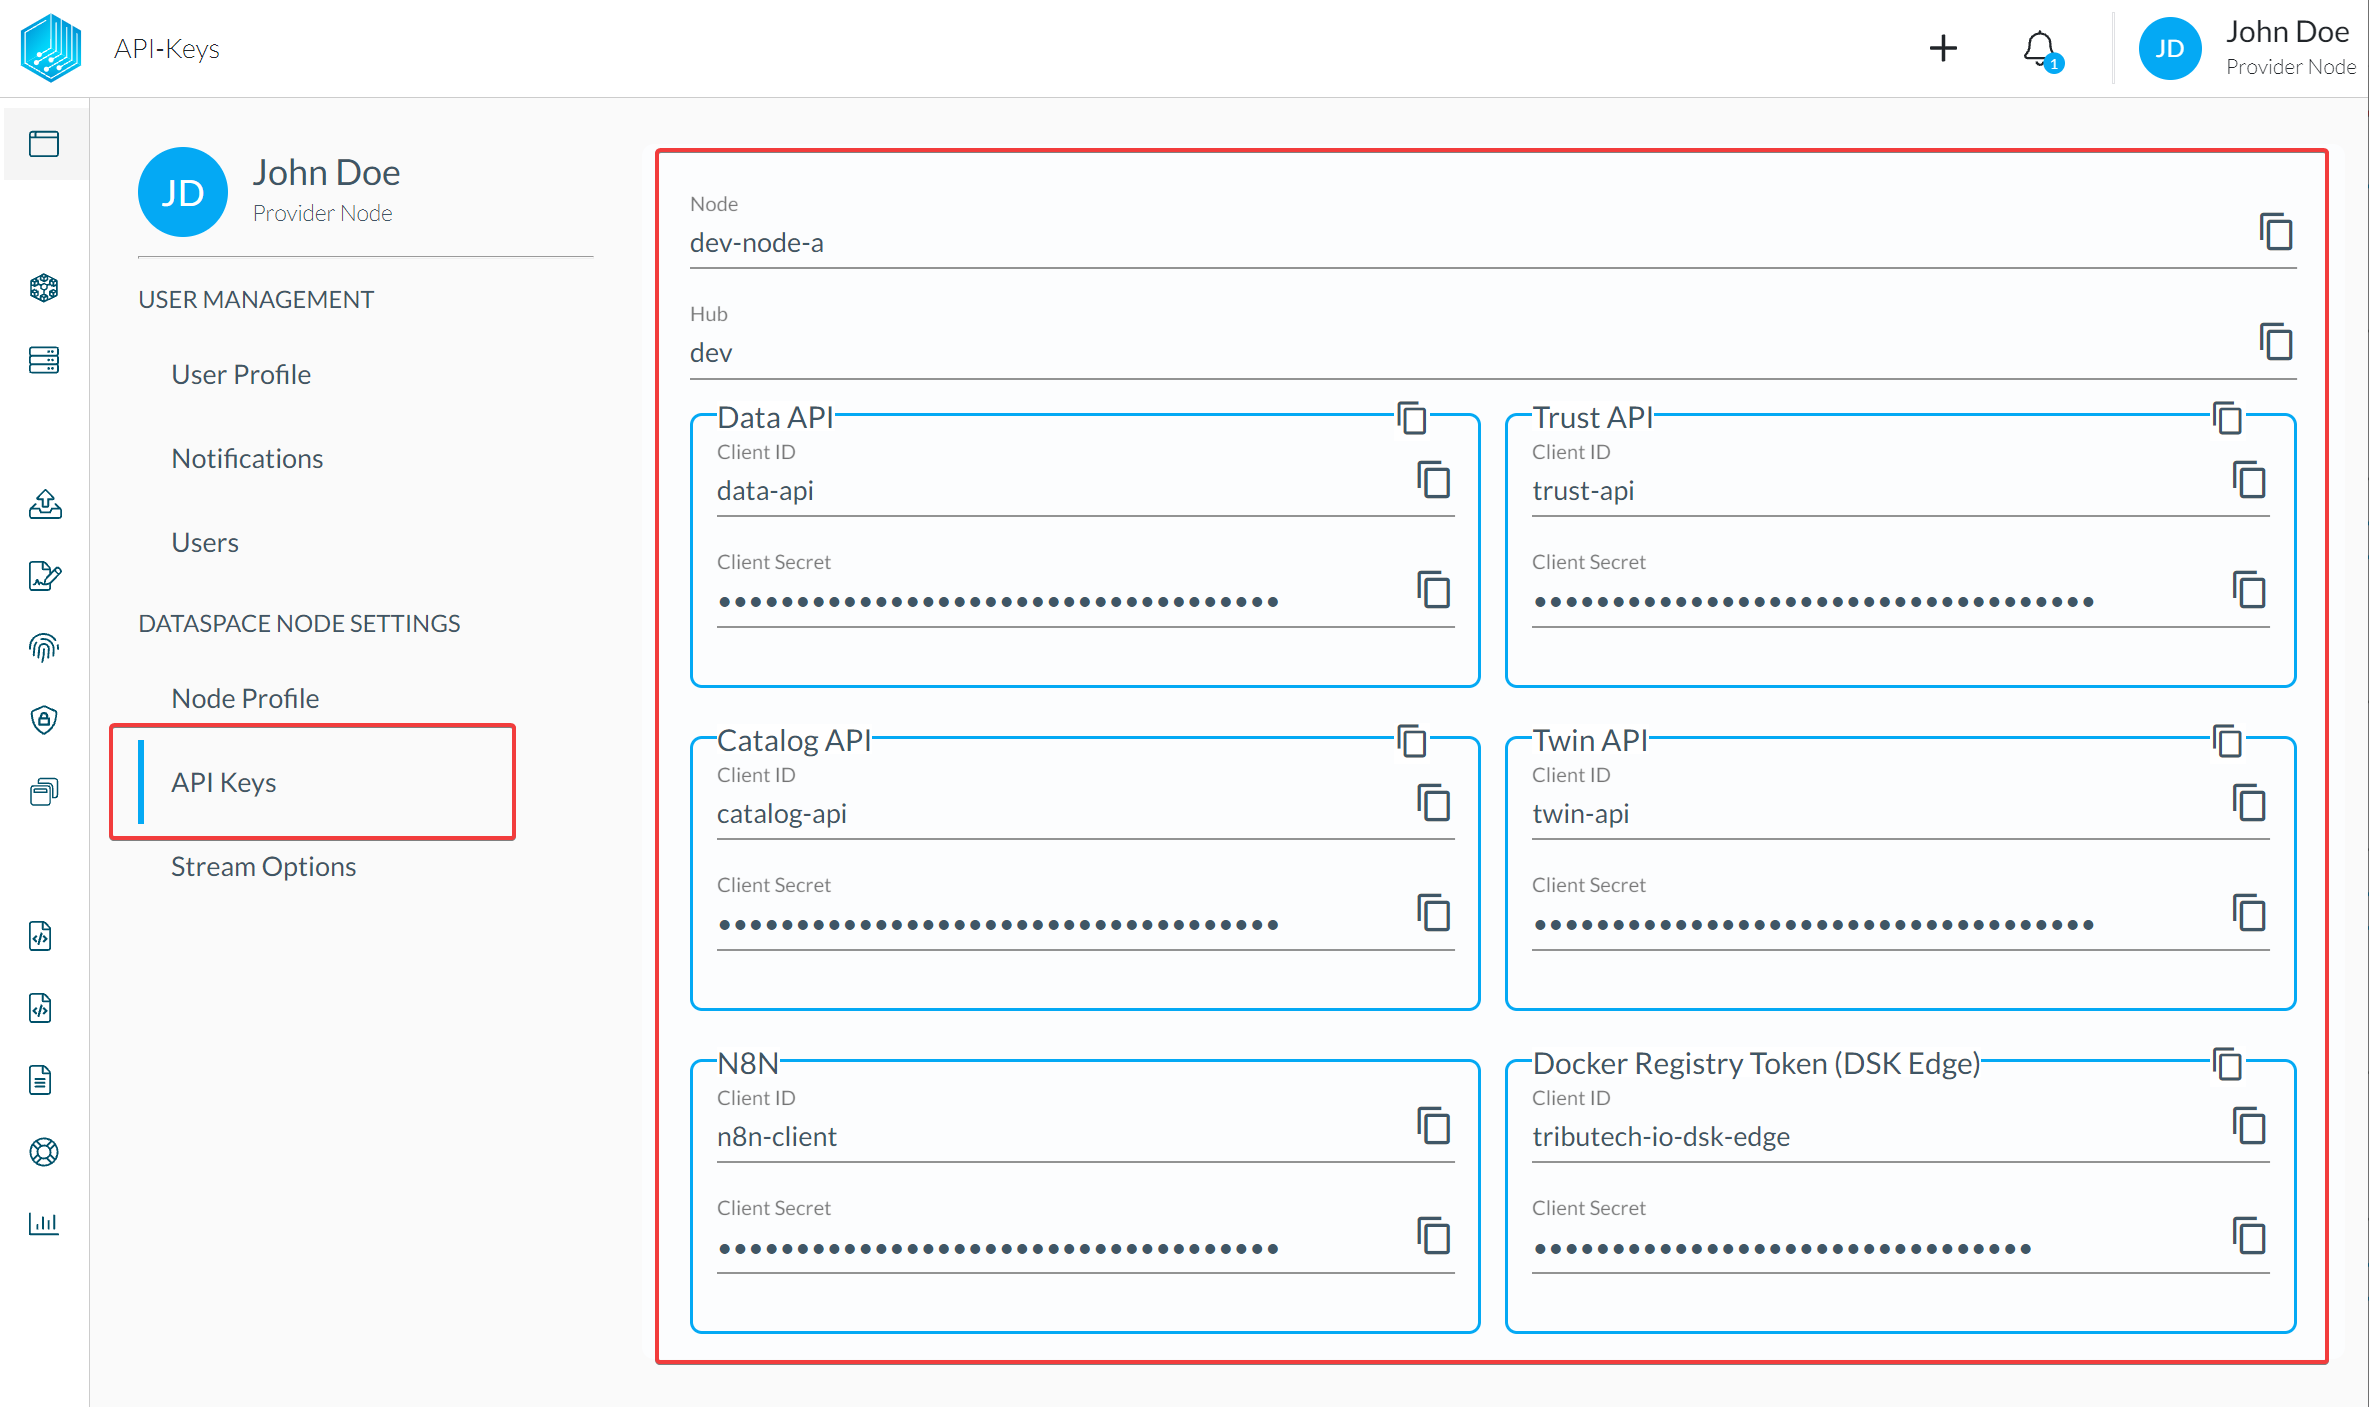 API-Keys
1
JD
John Doe
Provider Node
JD
John Doe
Provider Node
USER MANAGEMENT
User Profile
Notifications
Users
DATASPACE NODE SETTINGS
Node Profile
API Keys
Stream Options
Node
dev-node-a
Hub
dev
Data API
Client ID
data-api
Client Secret
••••••••••••••••••••••••••••••••••••
Trust API
Client ID
trust-api
Client Secret
••••••••••••••••••••••••••••••••••••
Catalog API
Client ID
catalog-api
Client Secret
••••••••••••••••••••••••••••••••••••
Twin API
Client ID
twin-api
Client Secret
••••••••••••••••••••••••••••••••••••
N8N
Client ID
n8n-client
Client Secret
••••••••••••••••••••••••••••••••••••
Docker Registry Token (DSK Edge)
Client ID
tributech-io-dsk-edge
Client Secret
••••••••••••••••••••••••••••••••